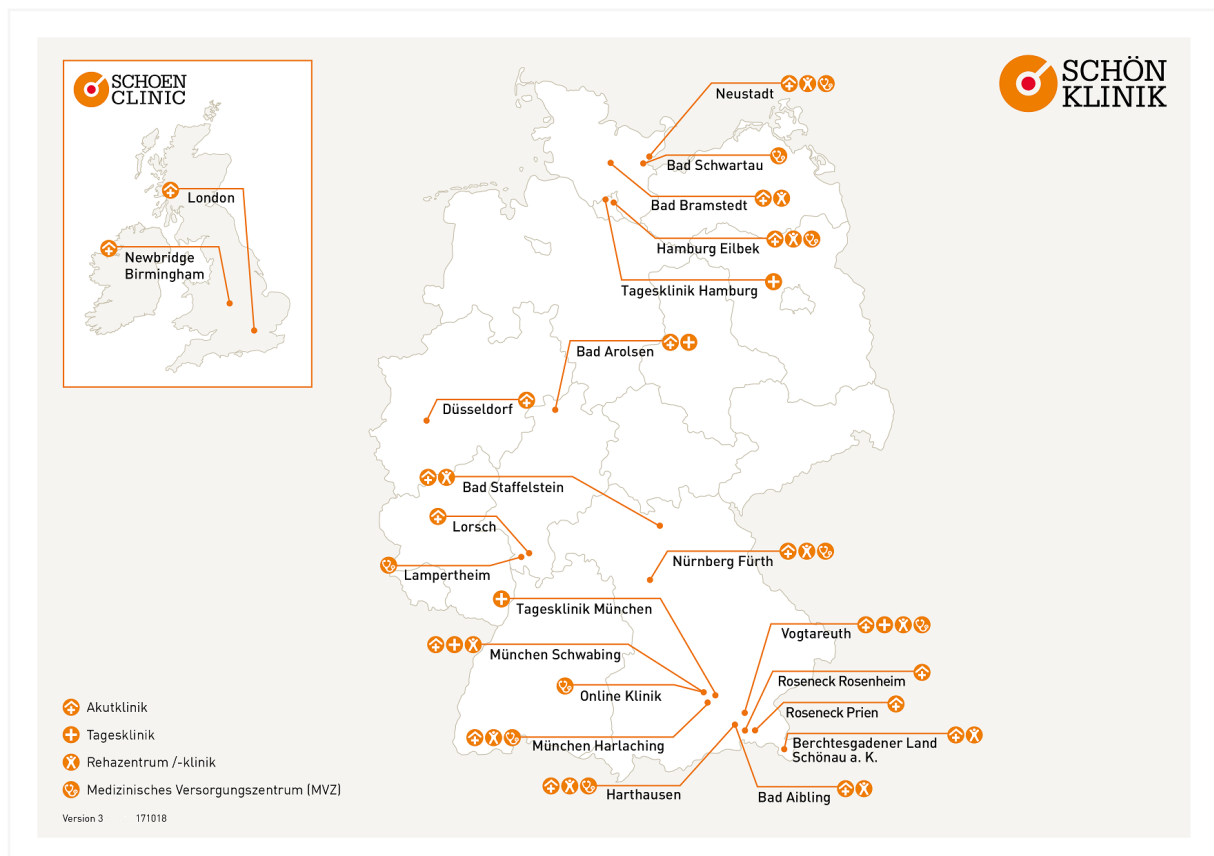 SCHOEN
CLINIC
SCHÖN
KLINIK
London
Newbridge
Birmingham
Neustadt
Bad Schwartau
Bad Bramstedt
Hamburg Eilbek
Tagesklinik Hamburg
Bad Arolsen
Düsseldorf
Bad Staffelstein
Lorsch
Nürnberg Fürth
Lampertheim
Tagesklinik München
Vogtareuth
München Schwabing
Roseneck Rosenheim
Online Klinik
Roseneck Prien
München Harlaching
Berchtesgadener Land
Schönau a. K.
Harthausen
Bad Aibling
Akutklinik
Tagesklinik
Rehazentrum /-klinik
Medizinisches Versorgungszentrum (MVZ)
Version 3 171018